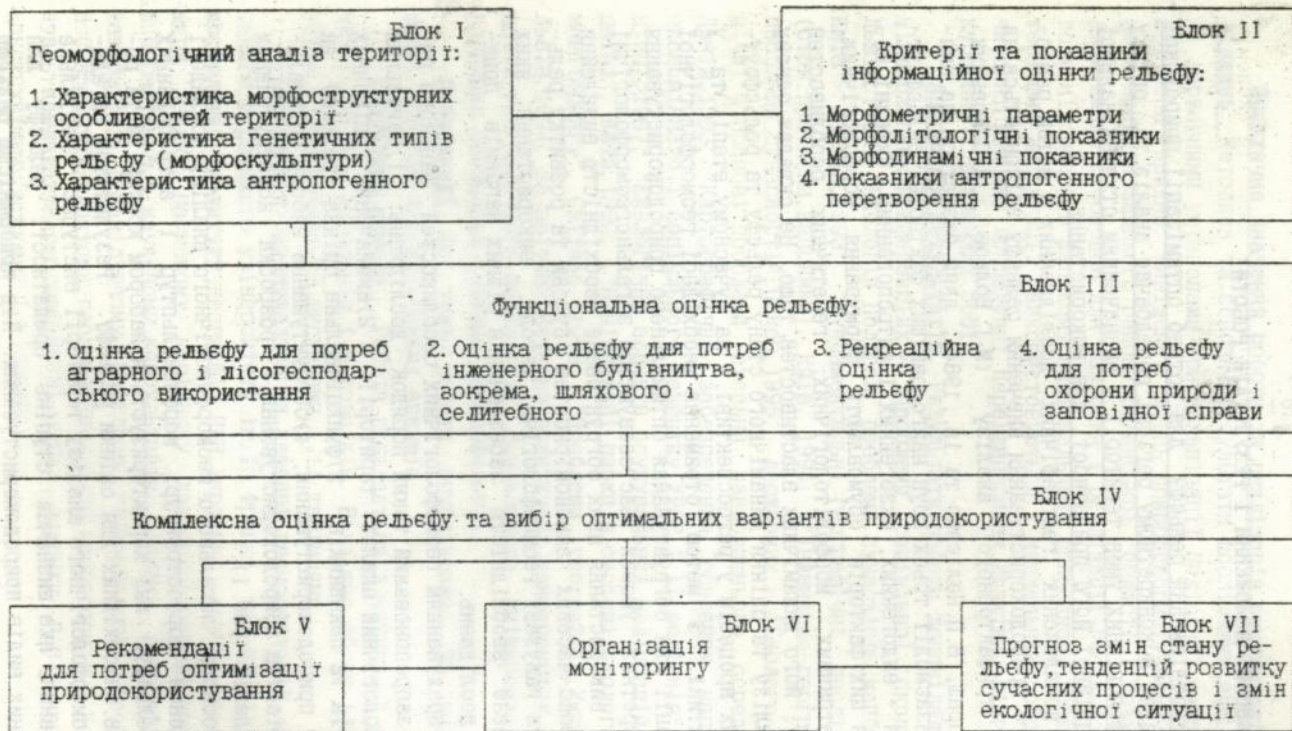 Блок I
Геоморфологічний аналіз території:
1. Характеристика морфоструктурних
особливостей території
2. Характеристика генетичних типів
рельєфу (морфоскульптури)
3. Характеристика антропогенного
рельєфу
Блок II
Критерії та показники
інформаційної оцінки рельєфу:
1. Морфометричні параметри
2. Морфолітологічні показники
3. Морфодинамічні показники
4. Показники антропогенного
перетворення рельєфу
Блок III
Функціональна оцінка рельєфу:
1. Оцінка рельєфу для потреб
аграрного і лісогосподар-
ського використання
2. Оцінка рельєфу для потреб
інженерного будівництва,
зокрема, шляхового і
селитебного
3. Рекреаційна
оцінка
рельєфу
4. Оцінка рельєфу
для потреб
охорони природи і
заповідної справи
Блок IV
Комплексна оцінка рельєфу та вибір оптимальних варіантів природокористування
Блок V
Рекомендації
для потреб оптимізації
природокористування
Блок VI
Організація
моніторингу
Блок VII
Прогноз змін стану ре-
льєфу,тенденцій розвитку
сучасних процесів і змін
екологічної ситуації